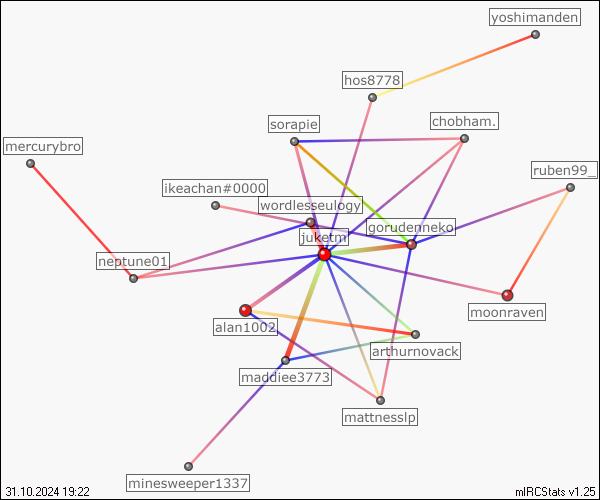 yoshimanden
hos8778
sorapie
chobham.
mercurybro
ruben99_
ikeachan#0000
wordlesseulogy
gorudenneko
juketm
neptune01
moonraven
alan1002
arthurnovack
maddiee3773
mattnesslp
minesweeper1337
31.10.2024 19:22
mIRCStats v1.25